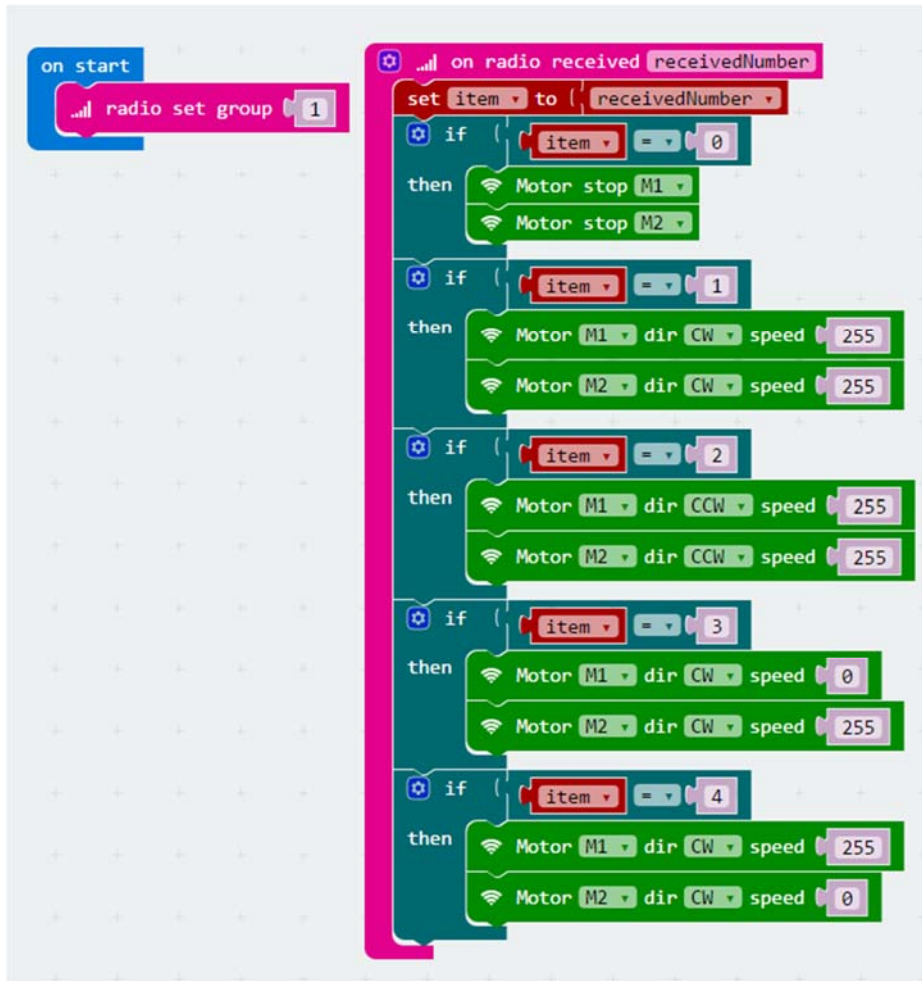 on start
radio set group 1
on radio received receivedNumber
set item to receivedNumber
if item = 0
then Motor stop M1
Motor stop M2
if item = 1
then Motor M1 dir CW speed 255
Motor M2 dir CW speed 255
if item = 2
then Motor M1 dir CCW speed 255
Motor M2 dir CCW speed 255
if item = 3
then Motor M1 dir CW speed 0
Motor M2 dir CW speed 255
if item = 4
then Motor M1 dir CW speed 255
Motor M2 dir CW speed 0